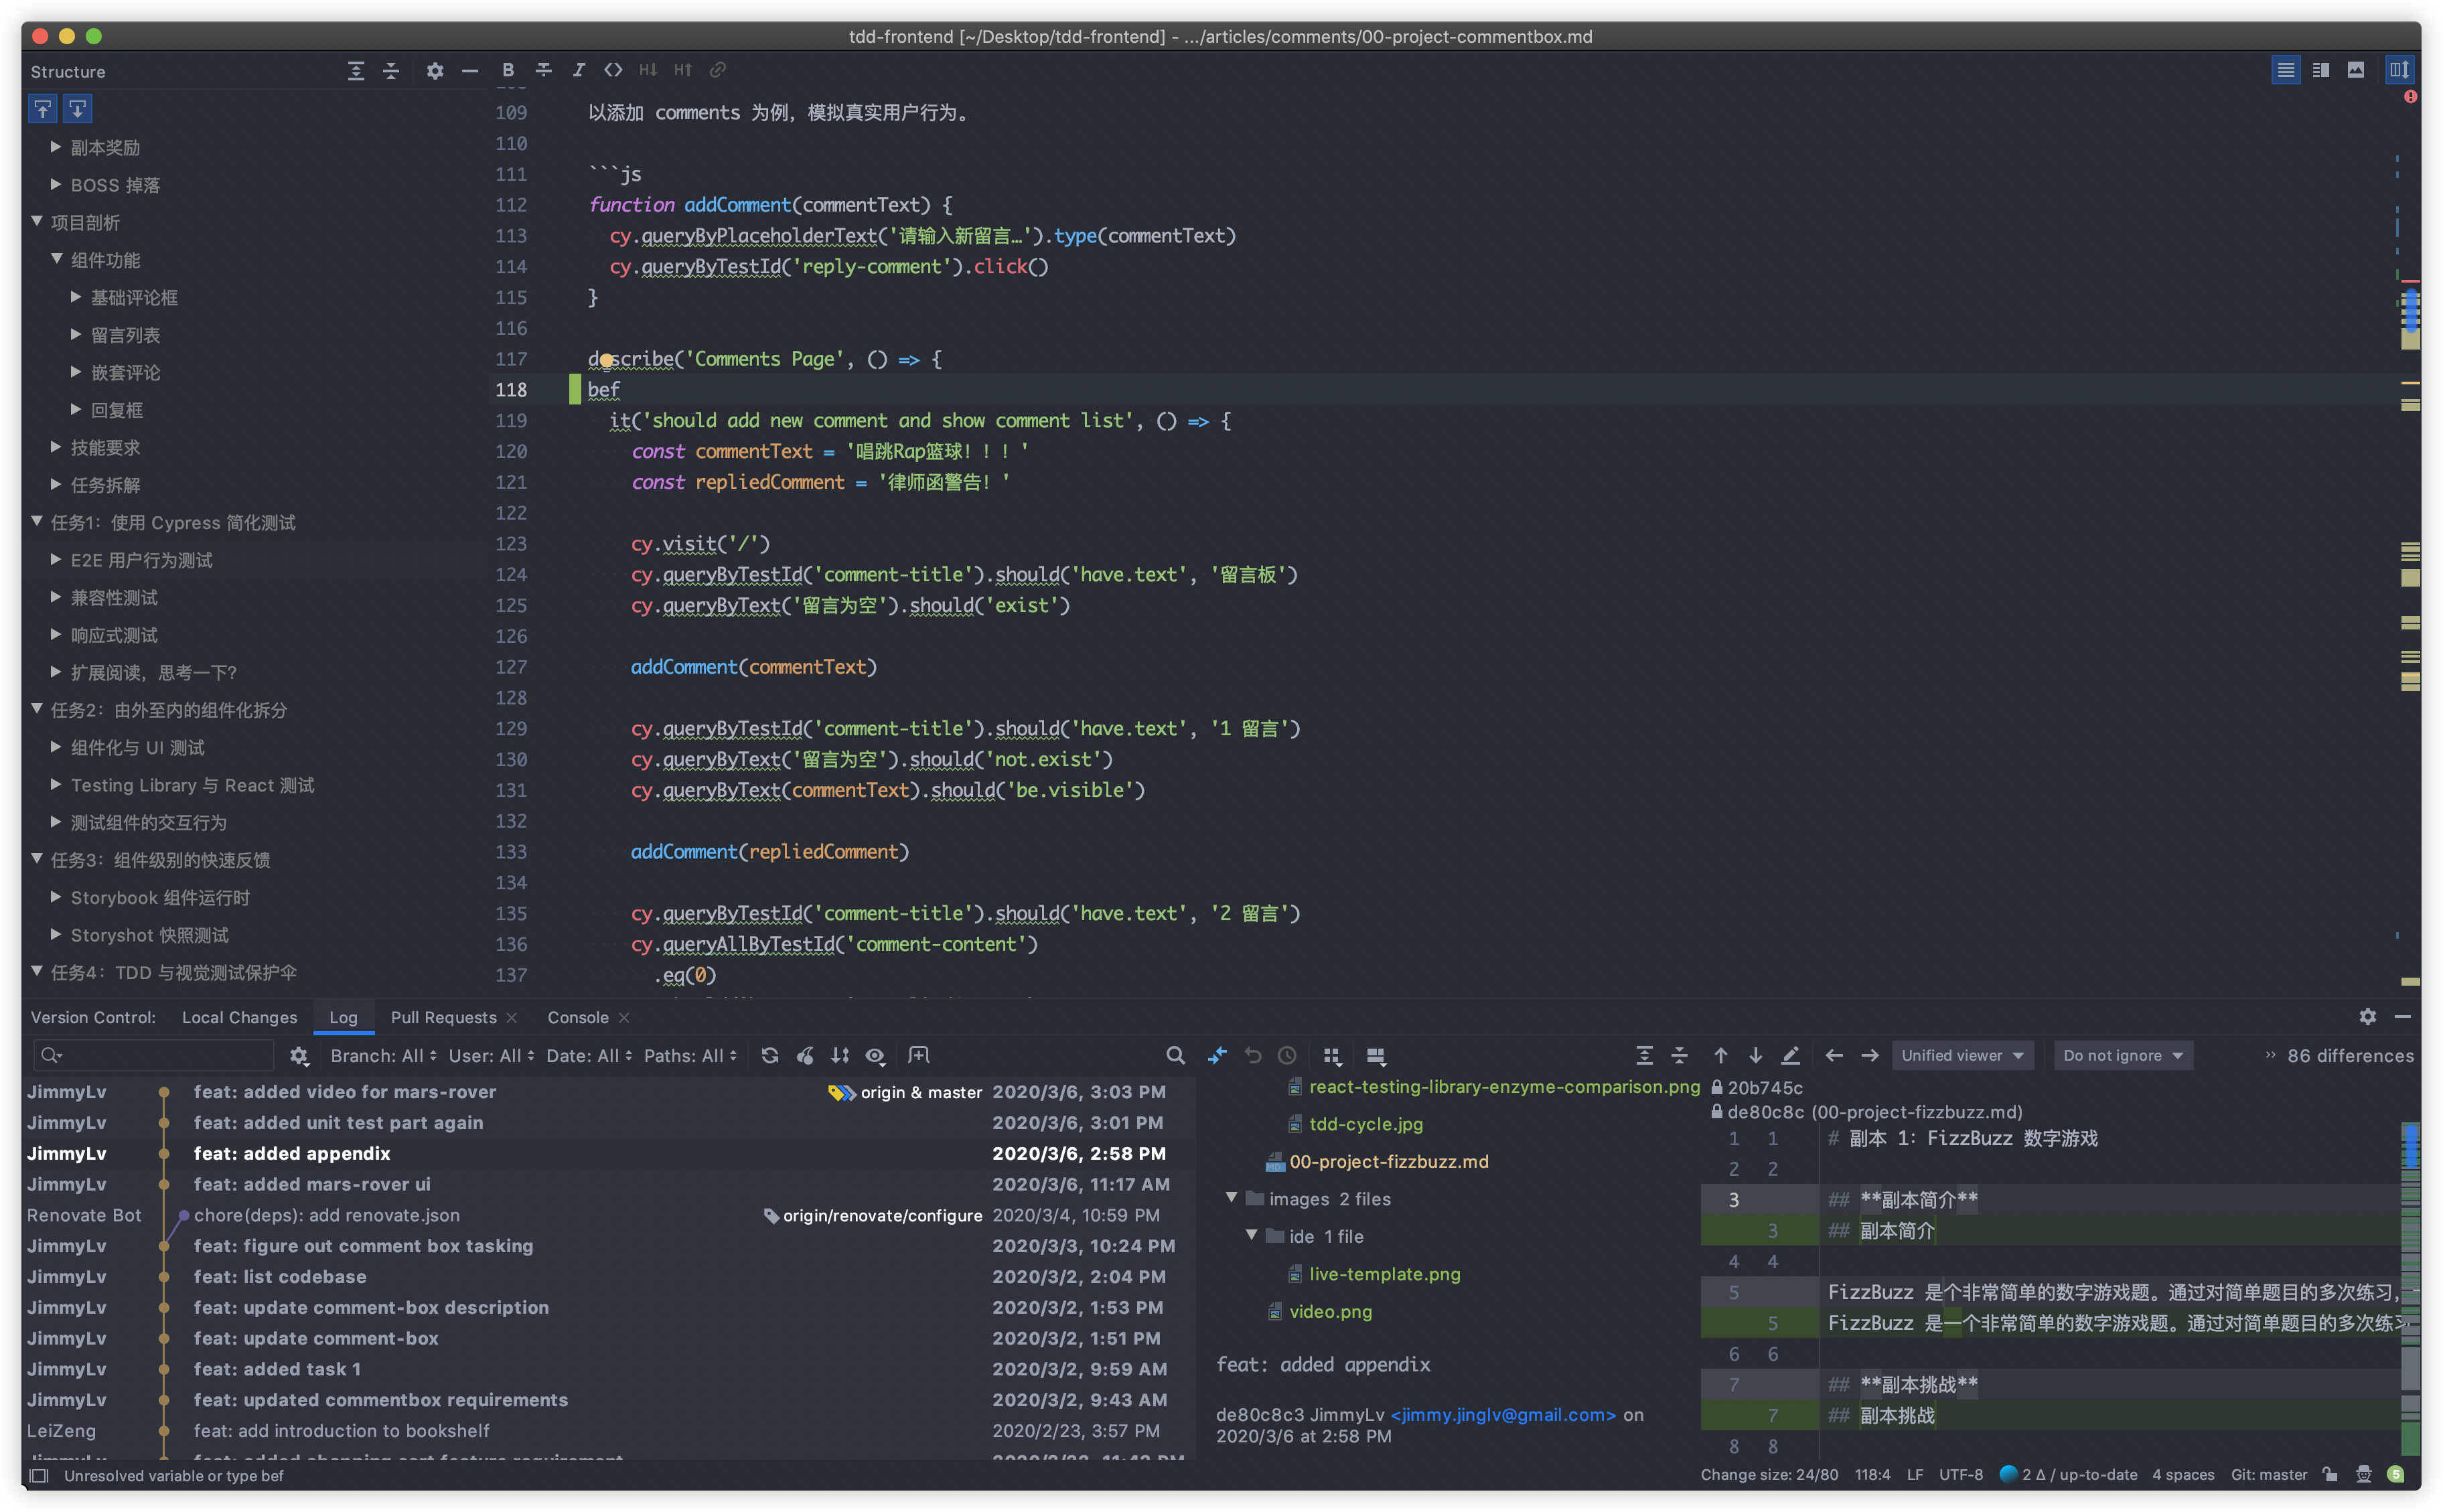 tdd-frontend [~/Desktop/tdd-frontend] - .../articles/comments/00-project-commentbox.md
Structure
B
I
<>
H↓
H↑
副本奖励
BOSS 掉落
项目剖析
组件功能
基础评论框
留言列表
嵌套评论
回复框
技能要求
任务拆解
任务1：使用 Cypress 简化测试
E2E 用户行为测试
兼容性测试
响应式测试
扩展阅读，思考一下？
任务2：由外至内的组件化拆分
组件化与 UI 测试
Testing Library 与 React 测试
测试组件的交互行为
任务3：组件级别的快速反馈
Storybook 组件运行时
Storyshot 快照测试
任务4：TDD 与视觉测试保护伞
109 以添加 comments 为例，模拟真实用户行为。
110
111 ```js
112 function addComment(commentText) {
113 cy.queryByPlaceholderText('请输入新留言…').type(commentText)
114 cy.queryByTestId('reply-comment').click()
115 }
116
117 describe('Comments Page', () => {
118 bef
119 it('should add new comment and show comment list', () => {
120 const commentText = '唱跳Rap篮球！！！'
121 const repliedComment = '律师函警告！'
122
123 cy.visit('/')
124 cy.queryByTestId('comment-title').should('have.text', '留言板')
125 cy.queryByText('留言为空').should('exist')
126
127 addComment(commentText)
128
129 cy.queryByTestId('comment-title').should('have.text', '1 留言')
130 cy.queryByText('留言为空').should('not.exist')
131 cy.queryByText(commentText).should('be.visible')
132
133 addComment(repliedComment)
134
135 cy.queryByTestId('comment-title').should('have.text', '2 留言')
136 cy.queryAllByTestId('comment-content')
137 .eq(0)
Version Control: Local Changes Log Pull Requests Console
Branch: All User: All Date: All Paths: All
JimmyLv feat: added video for mars-rover origin & master 2020/3/6, 3:03 PM
JimmyLv feat: added unit test part again 2020/3/6, 3:01 PM
JimmyLv feat: added appendix 2020/3/6, 2:58 PM
JimmyLv feat: added mars-rover ui 2020/3/6, 11:17 AM
Renovate Bot chore(deps): add renovate.json origin/renovate/configure 2020/3/4, 10:59 PM
JimmyLv feat: figure out comment box tasking 2020/3/3, 10:24 PM
JimmyLv feat: list codebase 2020/3/2, 2:04 PM
JimmyLv feat: update comment-box description 2020/3/2, 1:53 PM
JimmyLv feat: update comment-box 2020/3/2, 1:51 PM
JimmyLv feat: added task 1 2020/3/2, 9:59 AM
JimmyLv feat: updated commentbox requirements 2020/3/2, 9:43 AM
LeiZeng feat: add introduction to bookshelf 2020/2/23, 3:57 PM
react-testing-library-enzyme-comparison.png
tdd-cycle.jpg
00-project-fizzbuzz.md
images 2 files
ide 1 file
live-template.png
video.png
feat: added appendix
de80c8c3 JimmyLv <jimmy.jinglv@gmail.com> on
2020/3/6 at 2:58 PM
Unified viewer Do not ignore 86 differences
20b745c
de80c8c (00-project-fizzbuzz.md)
1 1 # 副本 1：FizzBuzz 数字游戏
2 2
3 ## **副本简介**
3 ## 副本简介
4 4
5 FizzBuzz 是个非常简单的数字游戏题。通过对简单题目的多次练习，
5 FizzBuzz 是一个非常简单的数字游戏题。通过对简单题目的多次练习
6 6
7 ## **副本挑战**
7 ## 副本挑战
8 8
Unresolved variable or type bef
Change size: 24/80 118:4 LF UTF-8 2 Δ / up-to-date 4 spaces Git: master 5